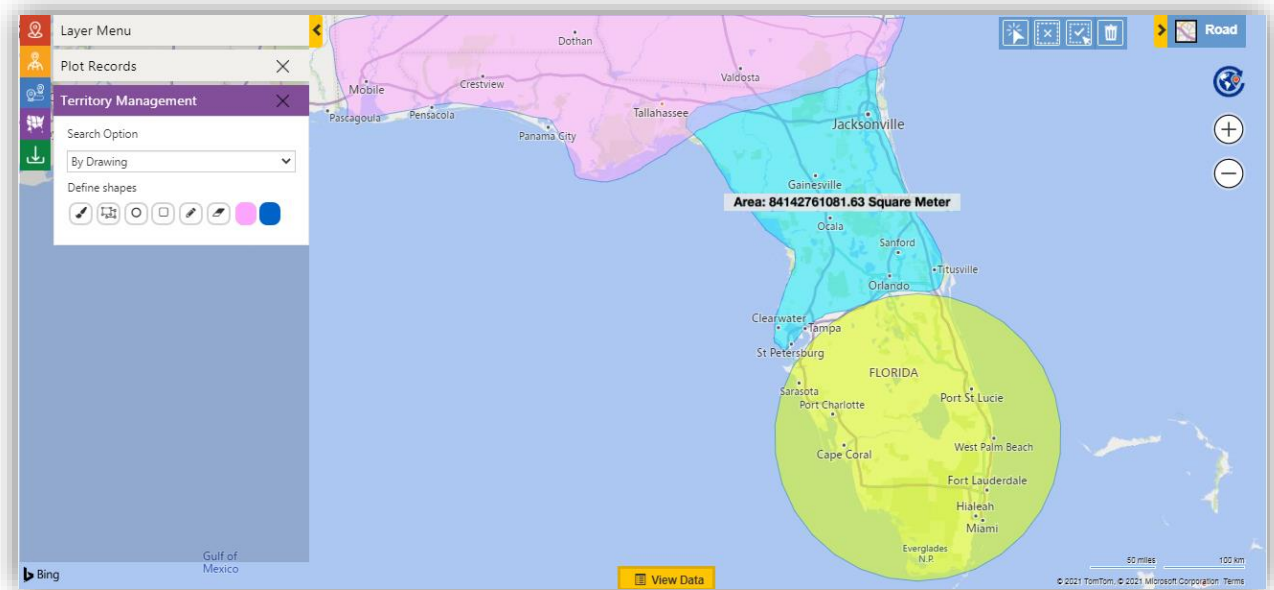 Layer Menu
Plot Records
Territory Management
Search Option
By Drawing
Define shapes
Road
Dothan
Mobile
Crestview
Valdosta
Pascagoula
Pensacola
Tallahassee
Panama City
Jacksonville
Gainesville
Area: 84142761081.63 Square Meter
Ocala
Sanford
Titusville
Orlando
Clearwater
Tampa
St Petersburg
FLORIDA
Sarasota
Port Charlotte
Port St Lucie
Cape Coral
West Palm Beach
Fort Lauderdale
Hialeah
Miami
Everglades
N.P.
Gulf of
Mexico
Bing
View Data
50 miles
100 km
© 2021 TomTom, © 2021 Microsoft Corporation Terms